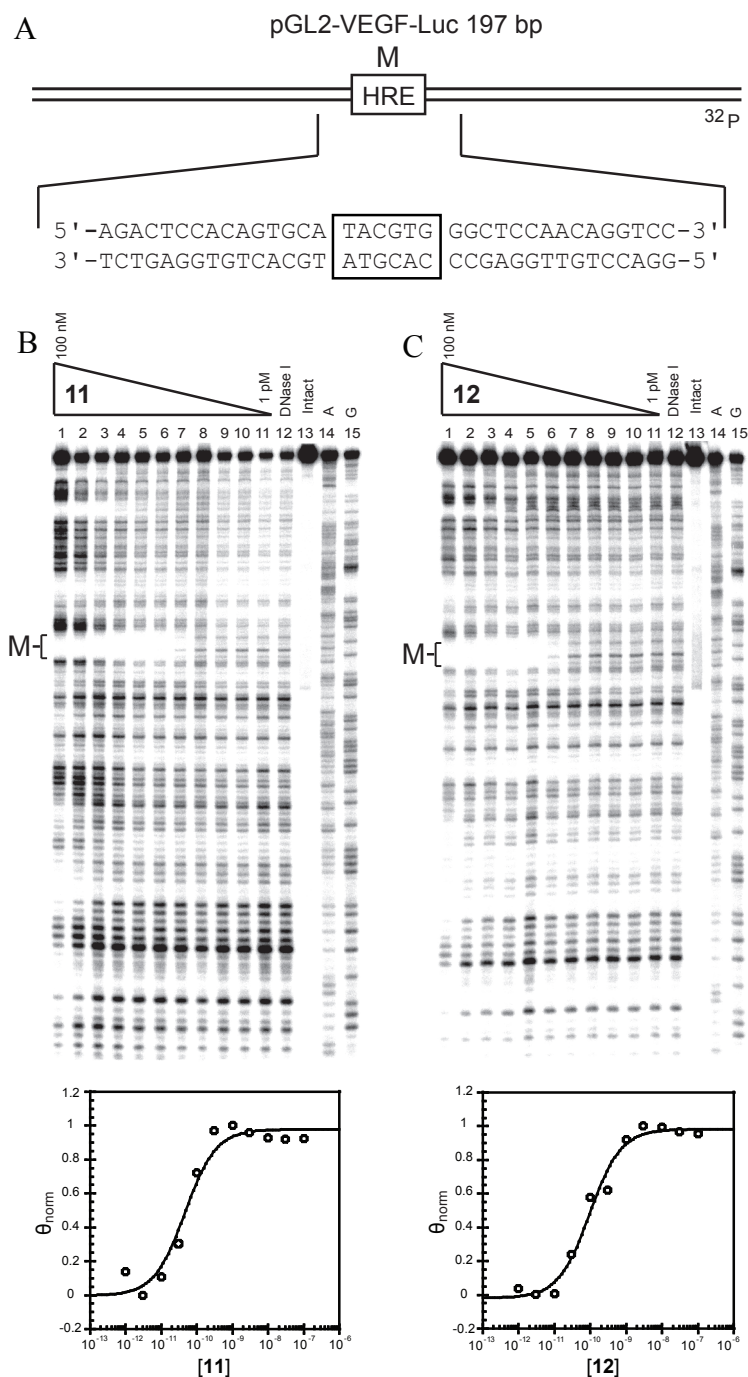 A
pGL2-VEGF-Luc 197 bp
M
HRE
32P
5'-AGACTCCACAGTGCA TACGTG GGCTCCAACAGGTCC-3'
3'-TCTGAGGTGTCACGT ATGCAC CCGAGGTTGTCCAGG-5'
B
100 nM
11
1 pM
DNase I
Intact
A
G
1 2 3 4 5 6 7 8 9 10 11 12 13 14 15
M-[
C
100 nM
12
1 pM
DNase I
Intact
A
G
1 2 3 4 5 6 7 8 9 10 11 12 13 14 15
M-[
1.2
1
0.8
0.6
0.4
0.2
0
-0.2
θnorm
10-13 10-12 10-11 10-10 10-9 10-8 10-7 10-6
[11]
1.2
1
0.8
0.6
0.4
0.2
0
-0.2
θnorm
10-13 10-12 10-11 10-10 10-9 10-8 10-7 10-6
[12]